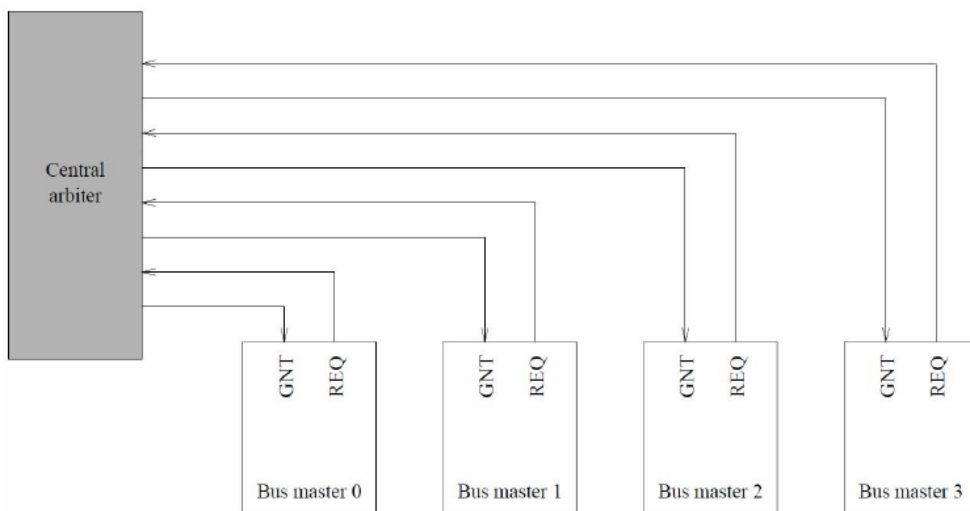 Central
arbiter
GNT
REQ
GNT
REQ
GNT
REQ
GNT
REQ
Bus master 0
Bus master 1
Bus master 2
Bus master 3